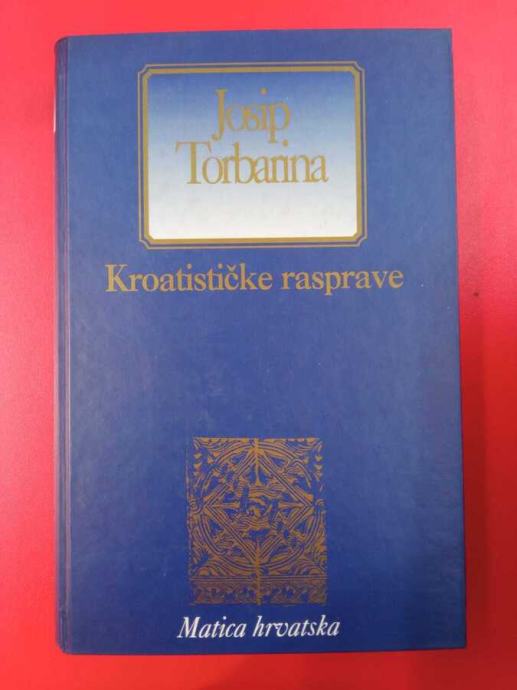 Josip
Torbarina
Kroatističke rasprave
Matica hrvatska